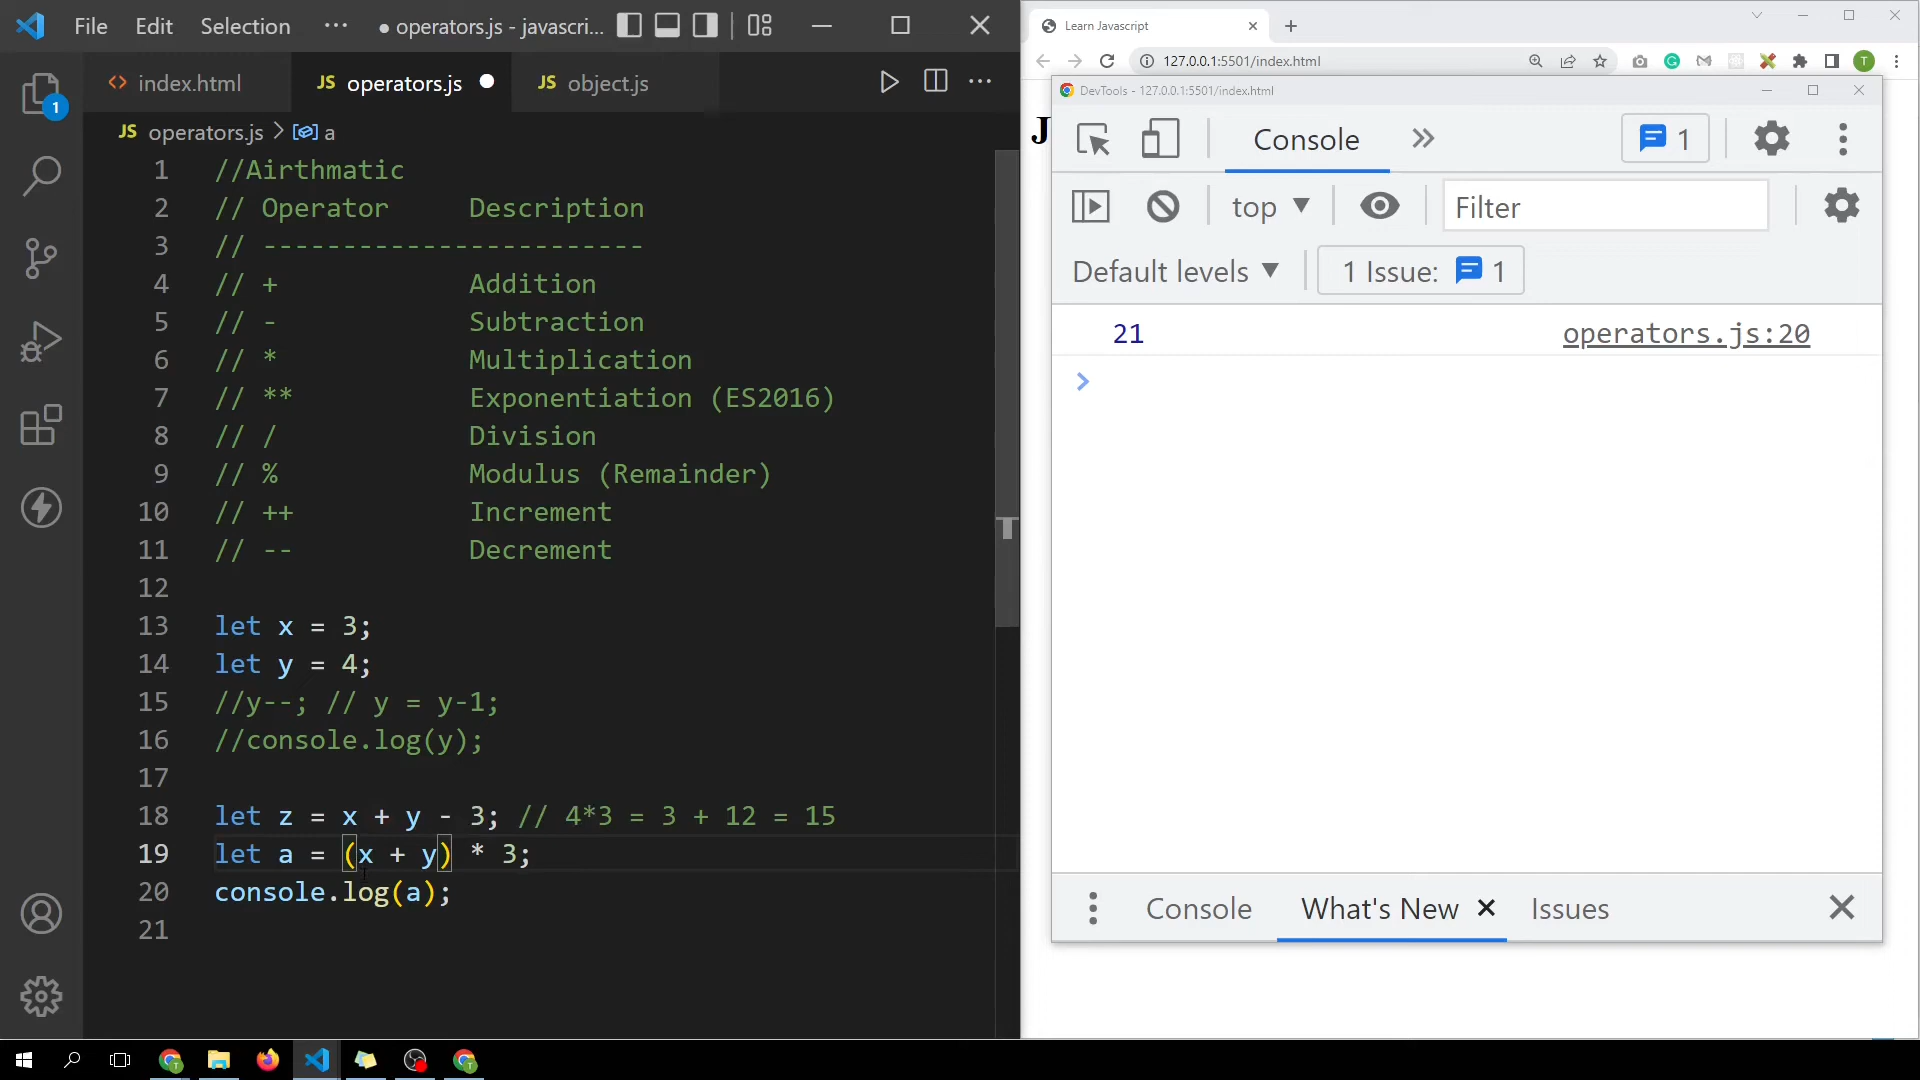 File Edit Selection ··· ● operators.js - javascri...
index.html JS operators.js ● JS object.js ···
1
JS operators.js > a
1 //Airthmatic
2 // Operator Description
3 // ------------------------
4 // + Addition
5 // - Subtraction
6 // * Multiplication
7 // ** Exponentiation (ES2016)
8 // / Division
9 // % Modulus (Remainder)
10 // ++ Increment
11 // -- Decrement
12
13 let x = 3;
14 let y = 4;
15 //y--; // y = y-1;
16 //console.log(y);
17
18 let z = x + y - 3; // 4*3 = 3 + 12 = 15
19 let a = (x + y) * 3;
20 console.log(a);
21
Learn Javascript
127.0.0.1:5501/index.html
T
J
DevTools - 127.0.0.1:5501/index.html
Console 1
top Filter
Default levels 1 Issue: 1
21 operators.js:20
Console What's New Issues